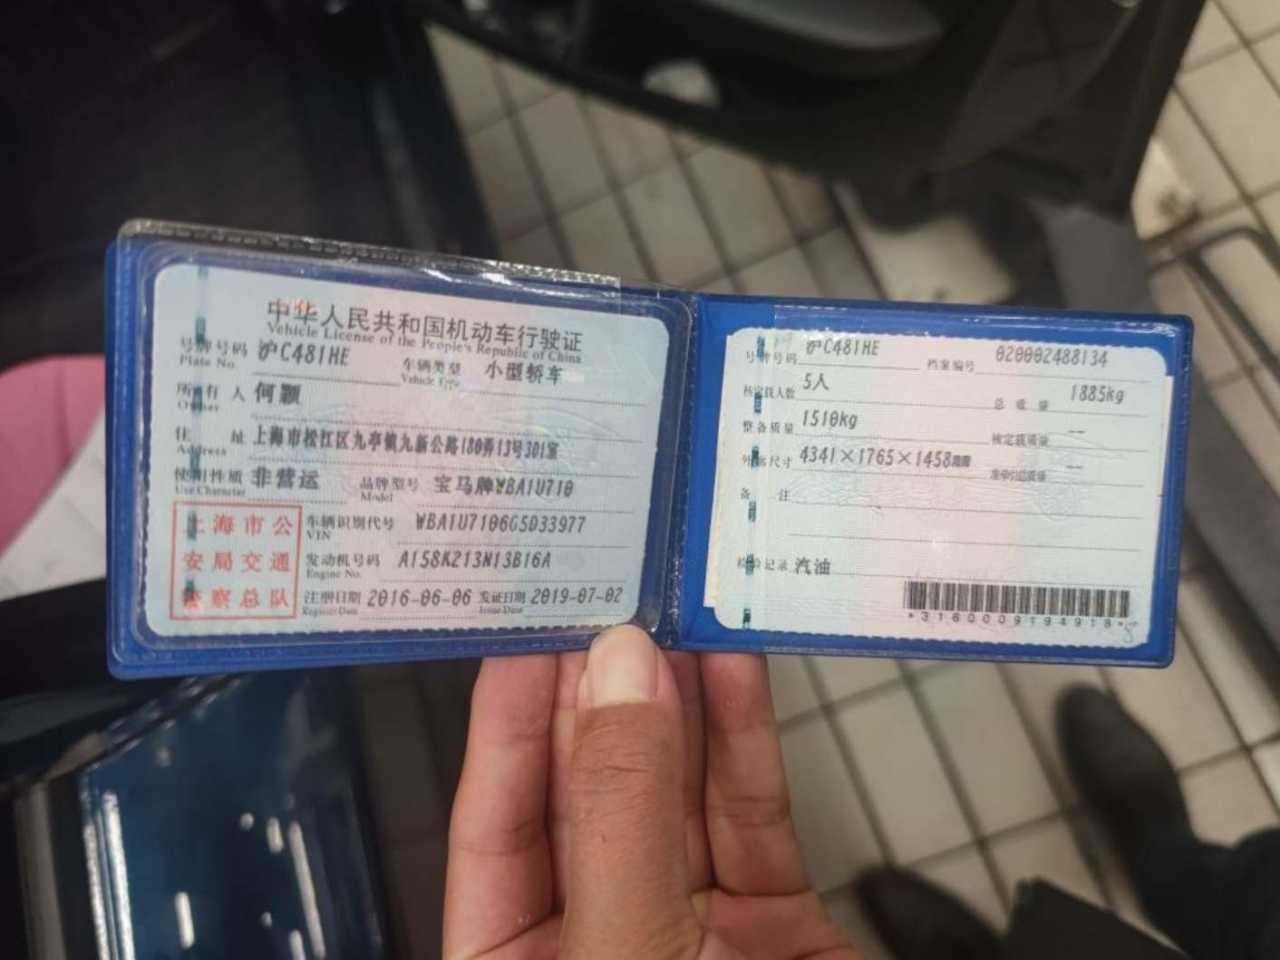 中华人民共和国机动车行驶证
Vehicle License of the People's Republic of China
号牌号码 沪C481HE 车辆类型 小型轿车
Plate No. Vehicle Type
所有人 何颢
Owner
住址 上海市松江区九亭镇九新公路180弄13号301室
Address
使用性质 非营运 品牌型号 宝马牌WBA1U710
Use Character Model
上海市公安局交通警察总队
车辆识别代号 WBA1U7106G5D33977
VIN
发动机号码 A158K213N13B16A
Engine No.
注册日期 2016-06-06 发证日期 2019-07-02
Register Date Issue Date
号牌号码 沪C481HE 档案编号 020002488134
核定载人数 5人 总质量 1885kg
整备质量 1510kg 核定载质量 --
外廓尺寸 4341×1765×1458mm 准牵引总质量 --
备注
检验记录 汽油
*3160009194918*